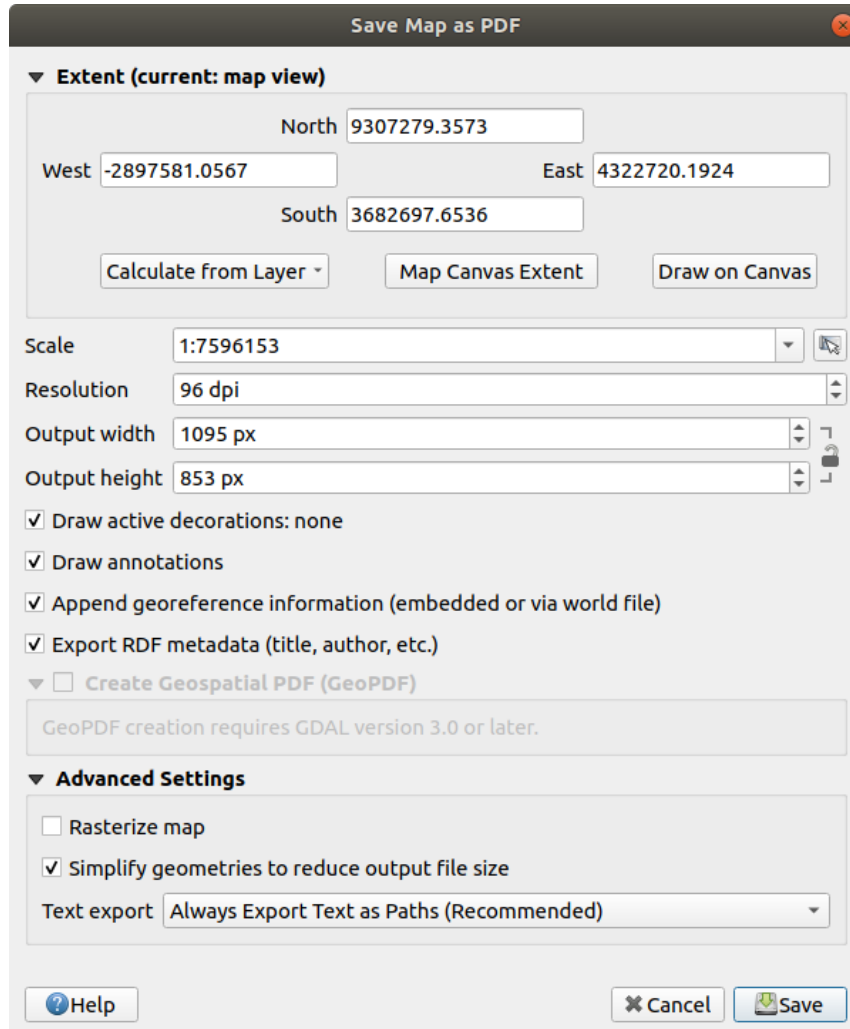 Save Map as PDF
Extent (current: map view)
North 9307279.3573
West -2897581.0567 East 4322720.1924
South 3682697.6536
Calculate from Layer Map Canvas Extent Draw on Canvas
Scale 1:7596153
Resolution 96 dpi
Output width 1095 px
Output height 853 px
Draw active decorations: none
Draw annotations
Append georeference information (embedded or via world file)
Export RDF metadata (title, author, etc.)
Create Geospatial PDF (GeoPDF)
GeoPDF creation requires GDAL version 3.0 or later.
Advanced Settings
Rasterize map
Simplify geometries to reduce output file size
Text export Always Export Text as Paths (Recommended)
Help Cancel Save